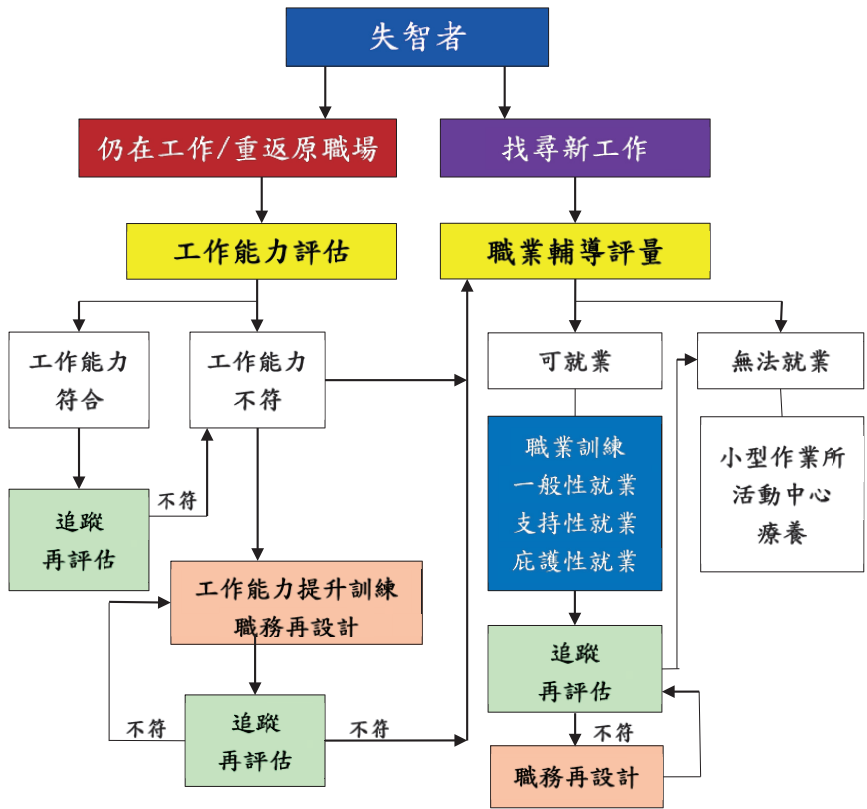 失智者
仍在工作/重返原職場
找尋新工作
工作能力評估
職業輔導評量
工作能力
符合
工作能力
不符
可就業
無法就業
職業訓練
一般性就業
支持性就業
庇護性就業
小型作業所
活動中心
療養
不符
追蹤
再評估
工作能力提升訓練
職務再設計
追蹤
再評估
不符
追蹤
再評估
不符
不符
職務再設計